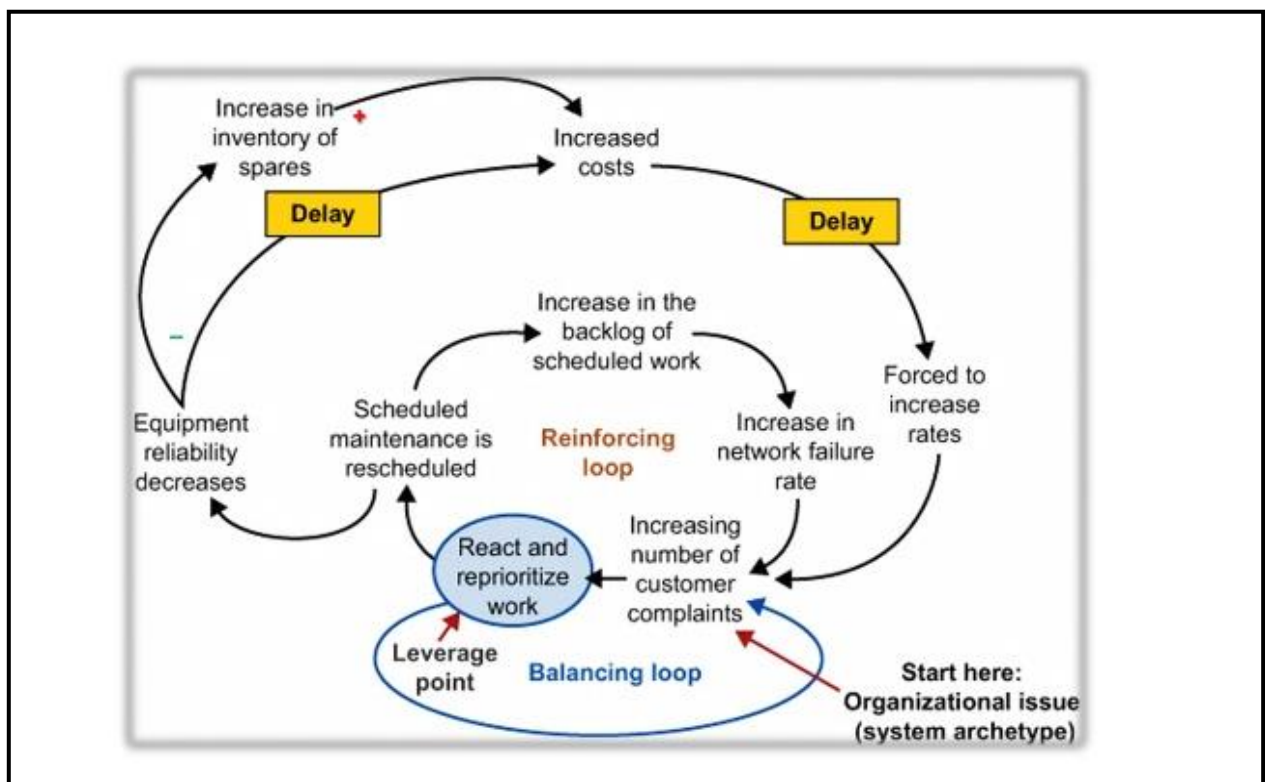 Increase in
inventory of
spares
+
Increased
costs
Delay
Delay
–
Increase in the
backlog of
scheduled work
Forced to
increase
rates
Equipment
reliability
decreases
Scheduled
maintenance is
rescheduled
Reinforcing
loop
Increase in
network failure
rate
React and
reprioritize
work
Increasing
number of
customer
complaints
Leverage
point
Balancing loop
Start here:
Organizational issue
(system archetype)